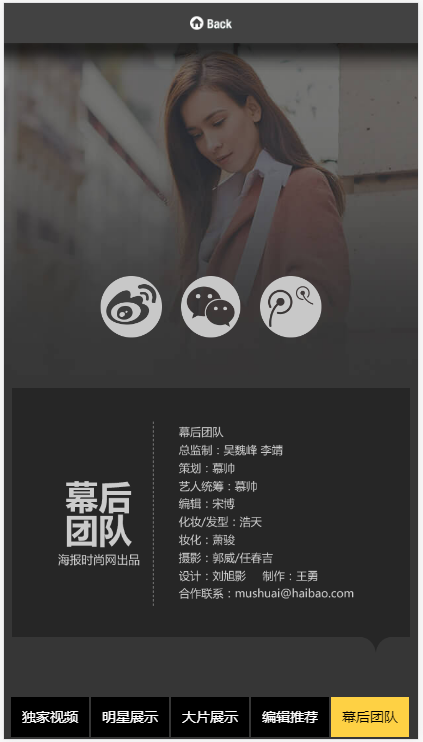 Back
幕后团队
总监制：吴魏峰 李靖
策划：慕帅
艺人统筹：慕帅
编辑：宋博
化妆/发型：浩天
妆化：萧骏
摄影：郭威/任春吉
设计：刘旭影 制作：王勇
合作联系：mushuai@haibao.com
幕后
团队
海报时尚网出品
独家视频 明星展示 大片展示 编辑推荐 幕后团队